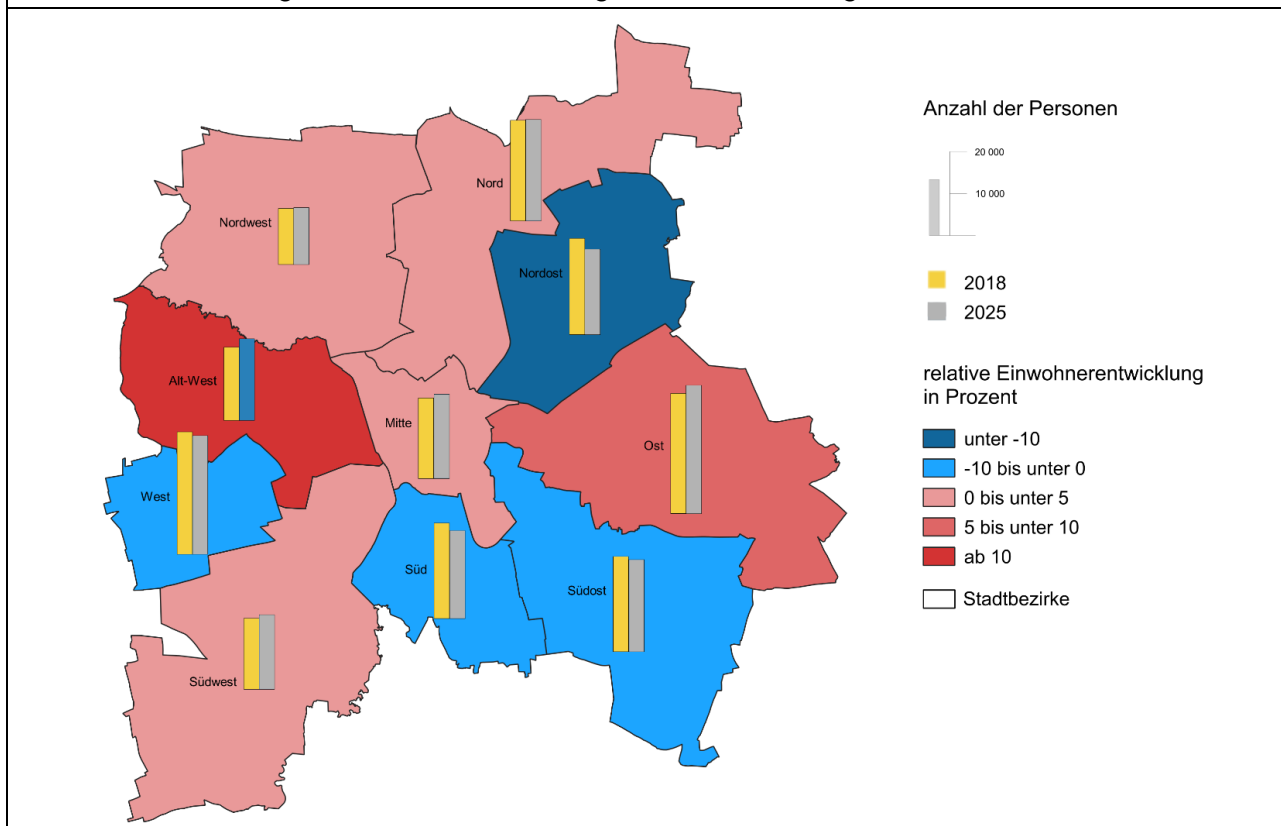 Anzahl der Personen
20 000
10 000
2018
2025
relative Einwohnerentwicklung
in Prozent
unter -10
-10 bis unter 0
0 bis unter 5
5 bis unter 10
ab 10
Stadtbezirke
Nord
Nordwest
Nordost
Alt-West
Mitte
Ost
West
Süd
Südost
Südwest